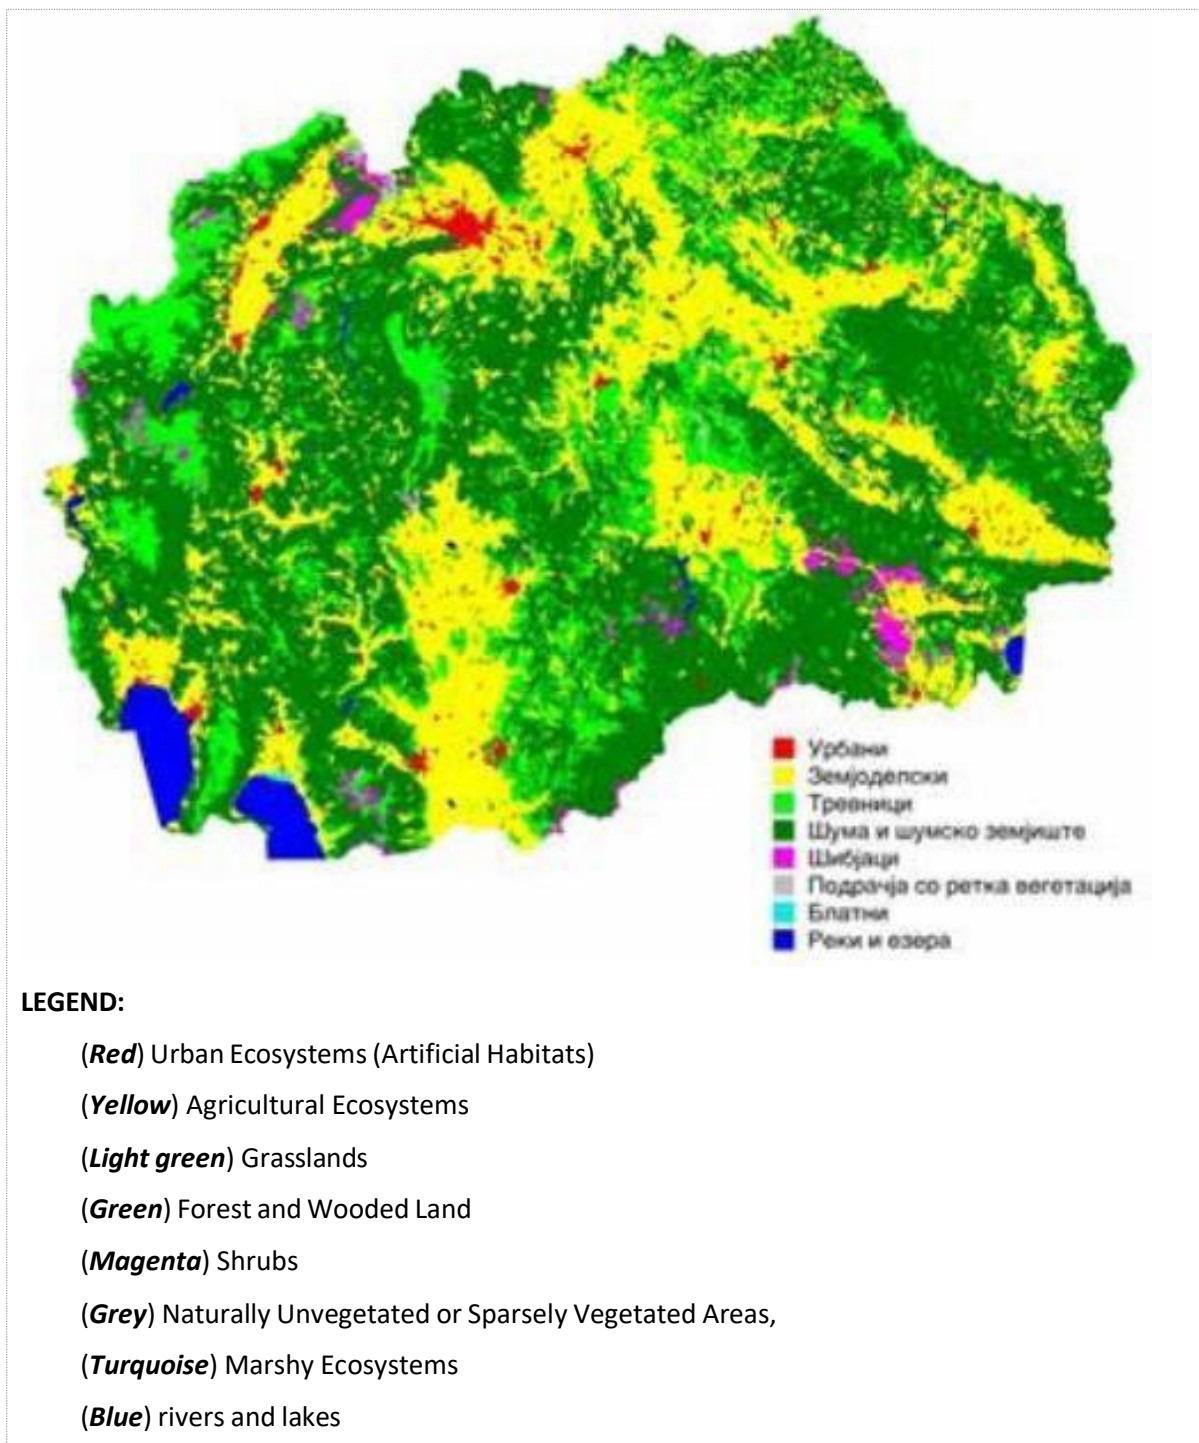 Урбани
Земјоделски
Тревници
Шума и шумско земјиште
Шибјаци
Подрачја со ретка вегетација
Блатни
Реки и езера
LEGEND:
(Red) Urban Ecosystems (Artificial Habitats)
(Yellow) Agricultural Ecosystems
(Light green) Grasslands
(Green) Forest and Wooded Land
(Magenta) Shrubs
(Grey) Naturally Unvegetated or Sparsely Vegetated Areas,
(Turquoise) Marshy Ecosystems
(Blue) rivers and lakes